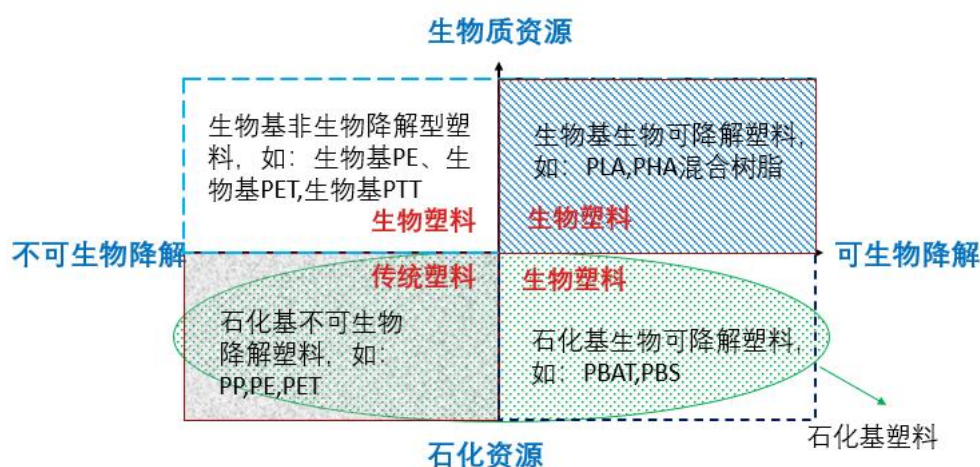 生物质资源
生物基非生物降解型塑
料，如：生物基PE、生
物基PET,生物基PTT
生物塑料
生物基生物可降解塑料，
如：PLA,PHA混合树脂
生物塑料
不可生物降解
可生物降解
传统塑料
石化基不可生物
降解塑料，如：
PP,PE,PET
生物塑料
石化基生物可降解塑料，
如：PBAT,PBS
石化基塑料
石化资源